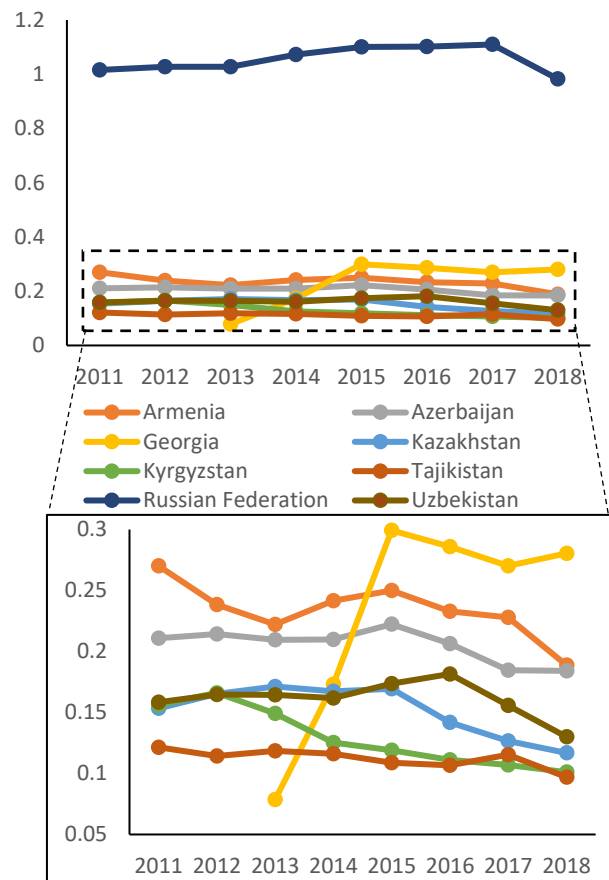 1.2
1
0.8
0.6
0.4
0.2
0
2011 2012 2013 2014 2015 2016 2017 2018
Armenia Azerbaijan
Georgia Kazakhstan
Kyrgyzstan Tajikistan
Russian Federation Uzbekistan
0.3
0.25
0.2
0.15
0.1
0.05
2011 2012 2013 2014 2015 2016 2017 2018